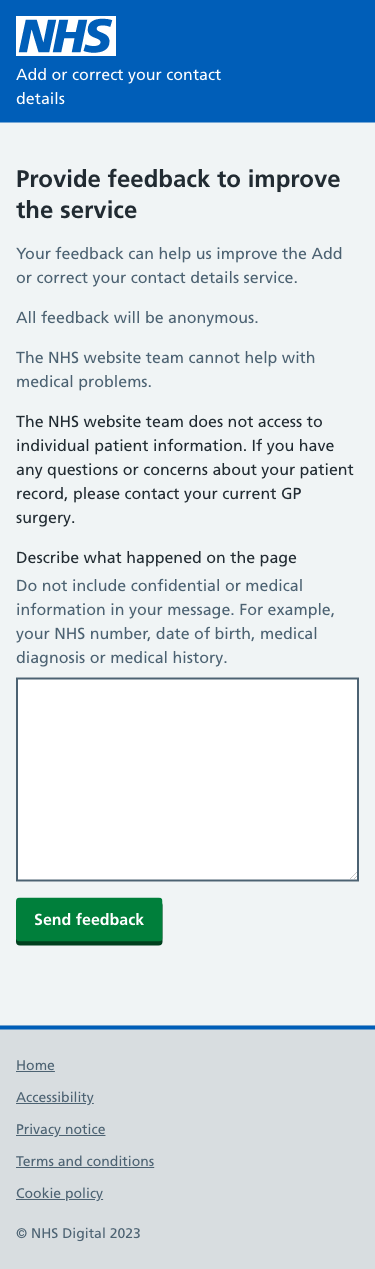 NHS
Add or correct your contact
details
Provide feedback to improve
the service
Your feedback can help us improve the Add
or correct your contact details service.
All feedback will be anonymous.
The NHS website team cannot help with
medical problems.
The NHS website team does not access to
individual patient information. If you have
any questions or concerns about your patient
record, please contact your current GP
surgery.
Describe what happened on the page
Do not include confidential or medical
information in your message. For example,
your NHS number, date of birth, medical
diagnosis or medical history.
Send feedback
Home
Accessibility
Privacy notice
Terms and conditions
Cookie policy
© NHS Digital 2023